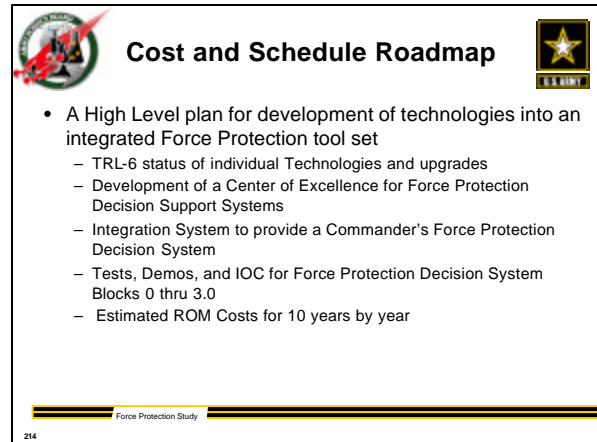 Cost and Schedule Roadmap
U.S. ARMY
• A High Level plan for development of technologies into an
integrated Force Protection tool set
– TRL-6 status of individual Technologies and upgrades
– Development of a Center of Excellence for Force Protection
Decision Support Systems
– Integration System to provide a Commander's Force Protection
Decision System
– Tests, Demos, and IOC for Force Protection Decision System
Blocks 0 thru 3.0
– Estimated ROM Costs for 10 years by year
Force Protection Study
214